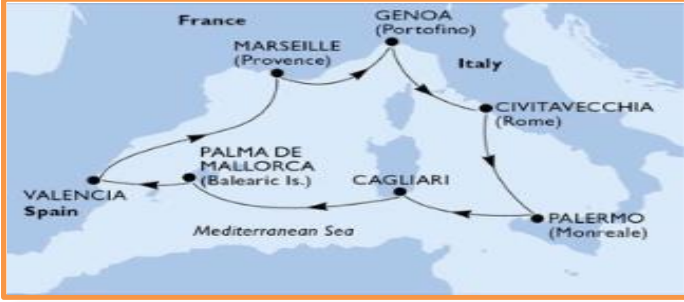 France
GENOA
(Portofino)
MARSEILLE
(Provence)
Italy
CIVITAVECCHIA
(Rome)
PALMA DE
MALLORCA
(Balearic Is.)
CAGLIARI
VALENCIA
Spain
PALERMO
(Monreale)
Mediterranean Sea